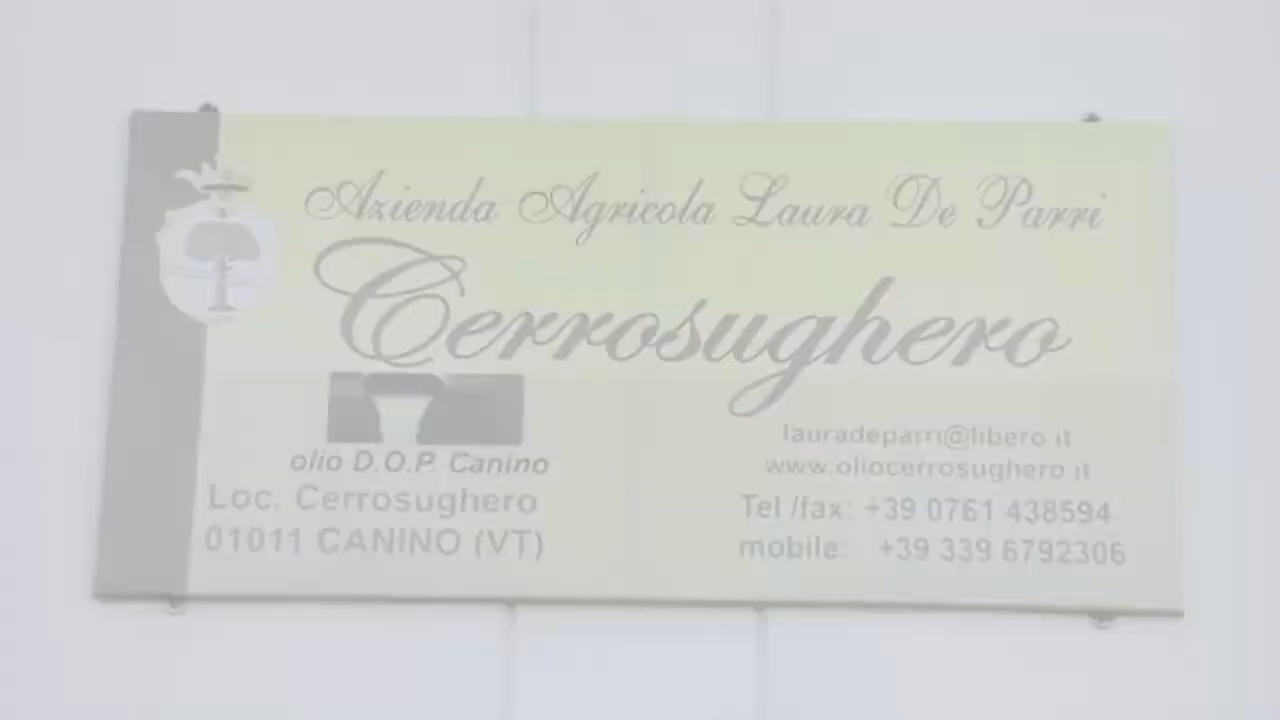 Azienda Agricola Laura De Parri
Cerrosughero
olio D.O.P. Canino
Loc. Cerrosughero
01011 CANINO (VT)
lauradeparri@libero.it
www.oliocerrosughero.it
Tel /fax: +39 0761 438594
mobile: +39 339 6792306